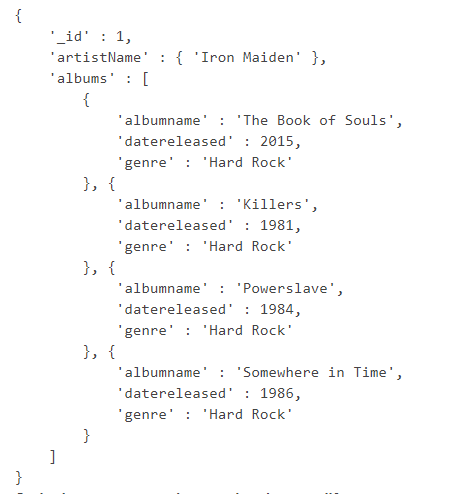 {
    '_id' : 1,
    'artistName' : { 'Iron Maiden' },
    'albums' : [
        {
            'albumname' : 'The Book of Souls',
            'datereleased' : 2015,
            'genre' : 'Hard Rock'
        }, {
            'albumname' : 'Killers',
            'datereleased' : 1981,
            'genre' : 'Hard Rock'
        }, {
            'albumname' : 'Powerslave',
            'datereleased' : 1984,
            'genre' : 'Hard Rock'
        }, {
            'albumname' : 'Somewhere in Time',
            'datereleased' : 1986,
            'genre' : 'Hard Rock'
        }
    ]
}